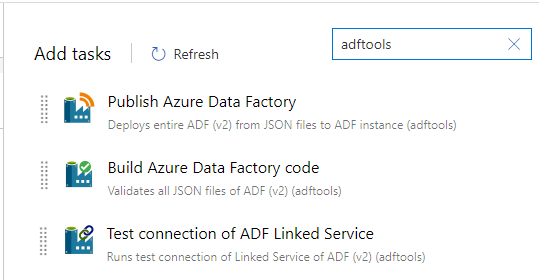 Add tasks
Refresh
adftools
Publish Azure Data Factory
Deploys entire ADF (v2) from JSON files to ADF instance (adftools)
Build Azure Data Factory code
Validates all JSON files of ADF (v2) (adftools)
Test connection of ADF Linked Service
Runs test connection of Linked Service of ADF (v2) (adftools)